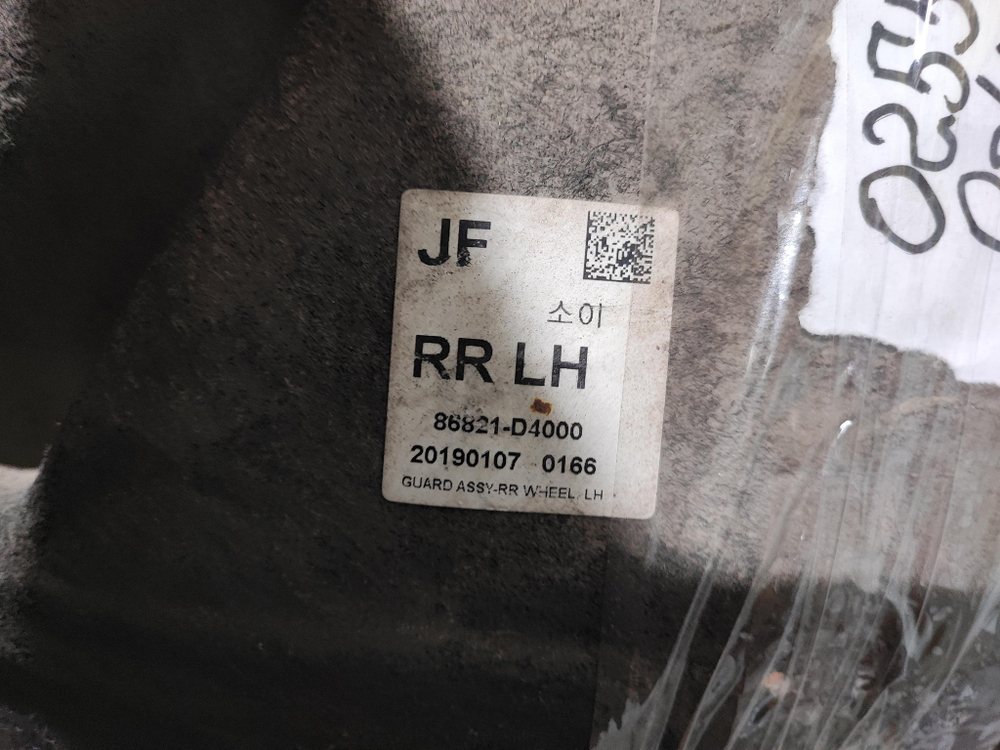 JF
소이
RR LH
86821-D4000
20190107 0166
GUARD ASSY-RR WHEEL, LH